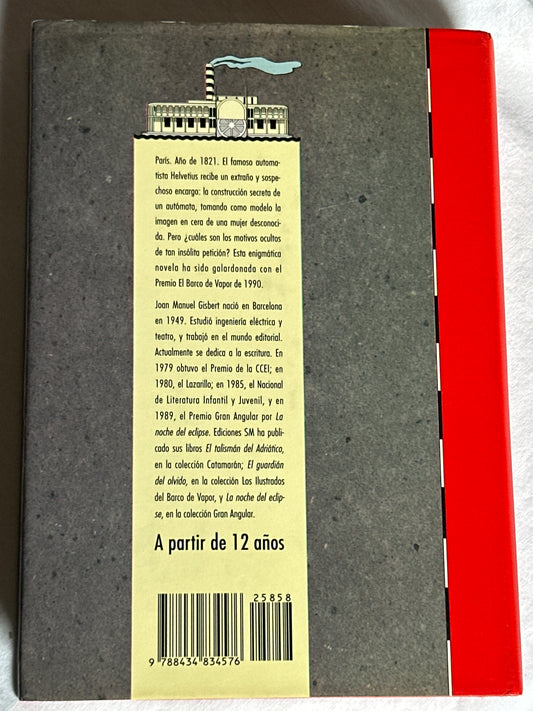 París. Año de 1821. El famoso automa-
tista Helvetius recibe un extraño y sospe-
choso encargo: la construcción secreta de
un autómata, tomando como modelo la
imagen en cera de una mujer desconoci-
da. Pero ¿cuáles son los motivos ocultos
de tan insólita petición? Esta enigmática
novela ha sido galardonada con el
Premio El Barco de Vapor de 1990.
Joan Manuel Gisbert nació en Barcelona
en 1949. Estudió ingeniería eléctrica y
teatro, y trabajó en el mundo editorial.
Actualmente se dedica a la escritura. En
1979 obtuvo el Premio de la CCEI; en
1980, el Lazarillo; en 1985, el Nacional
de Literatura Infantil y Juvenil, y en
1989, el Premio Gran Angular por La
noche del eclipse. Ediciones SM ha publi-
cado sus libros El talismán del Adriático,
en la colección Catamarán; El guardián
del olvido, en la colección Los Ilustrados
del Barco de Vapor, y La noche del eclip-
se, en la colección Gran Angular.
A partir de 12 años
25858
9 788434 834576